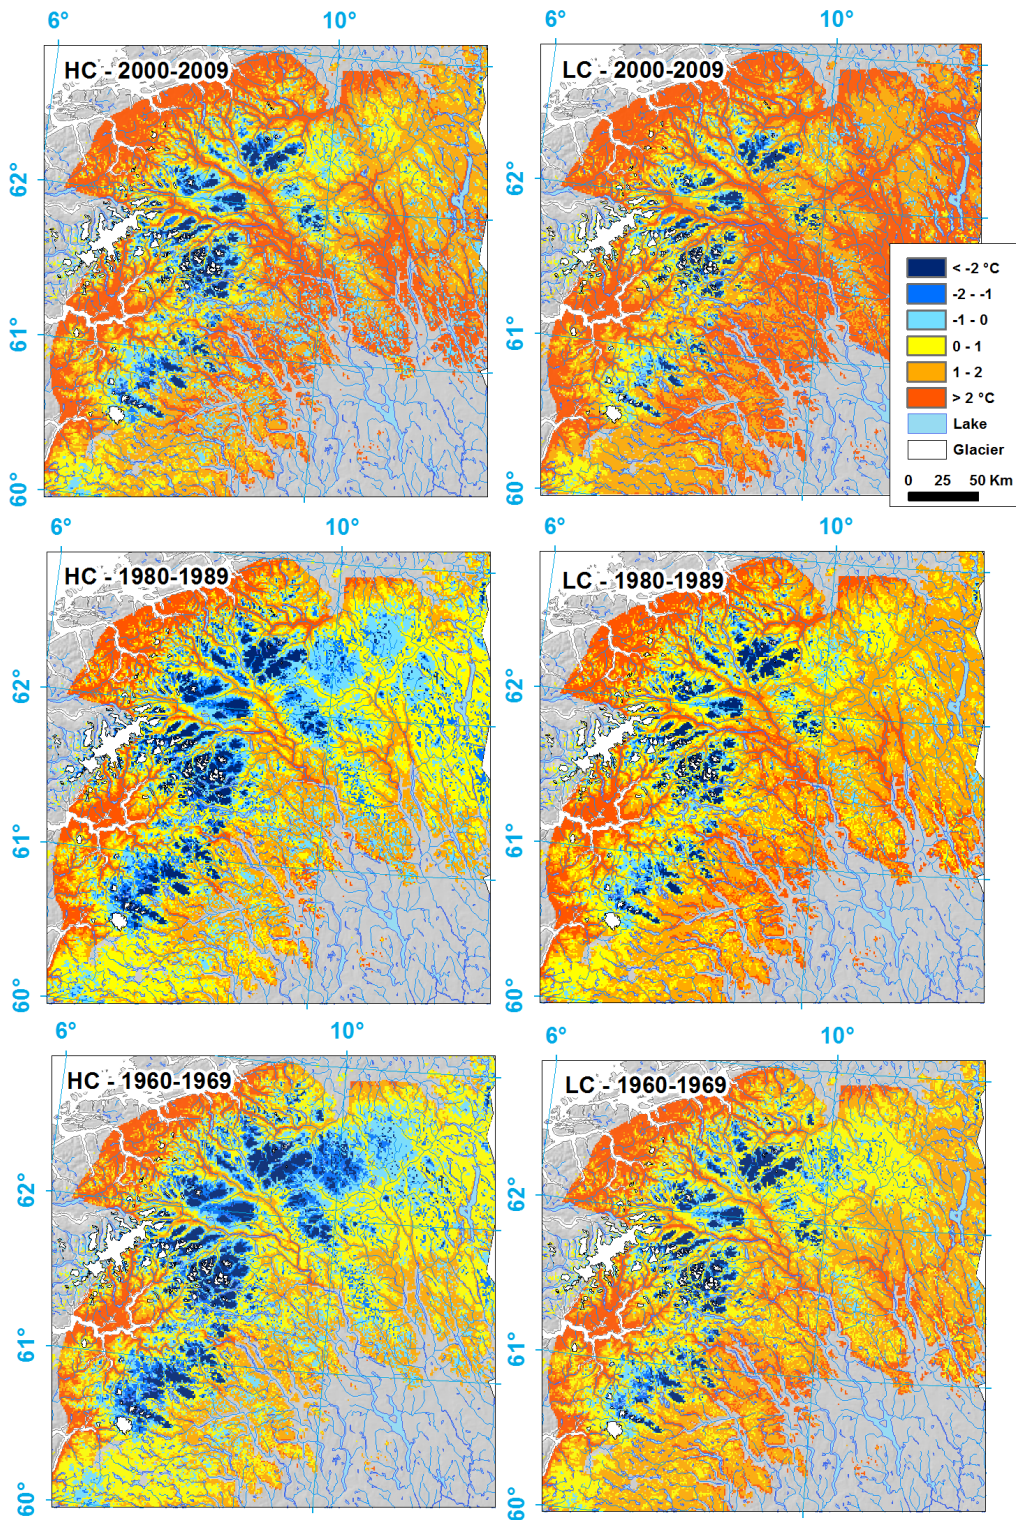 6° 10° 6° 10°
HC - 2000-2009 LC - 2000-2009
62° 62°
61° 61°
60° 60°
< -2 °C
-2 - -1
-1 - 0
0 - 1
1 - 2
> 2 °C
Lake
Glacier
0 25 50 Km
6° 10° 6° 10°
HC - 1980-1989 LC - 1980-1989
62° 62°
61° 61°
60° 60°
6° 10° 6° 10°
HC - 1960-1969 LC - 1960-1969
62° 62°
61° 61°
60° 60°